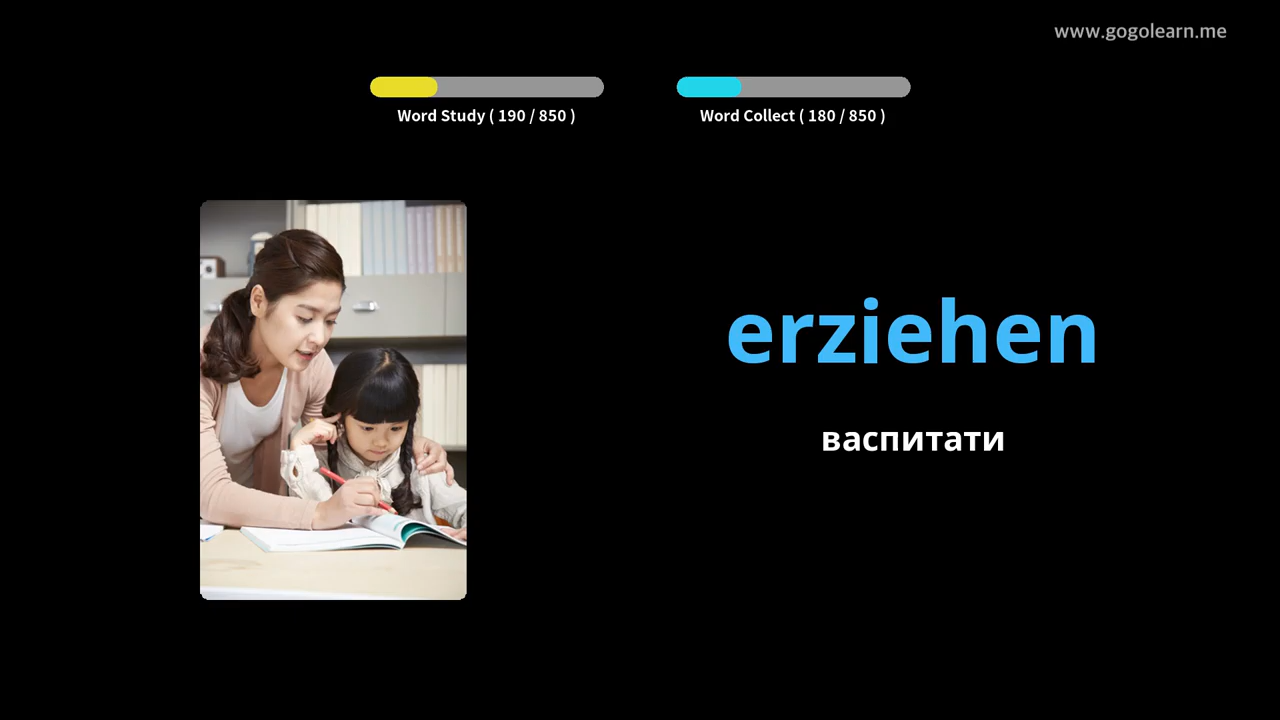 www.gogolearn.me
Word Study ( 190 / 850 )
Word Collect ( 180 / 850 )
erziehen
васпитати